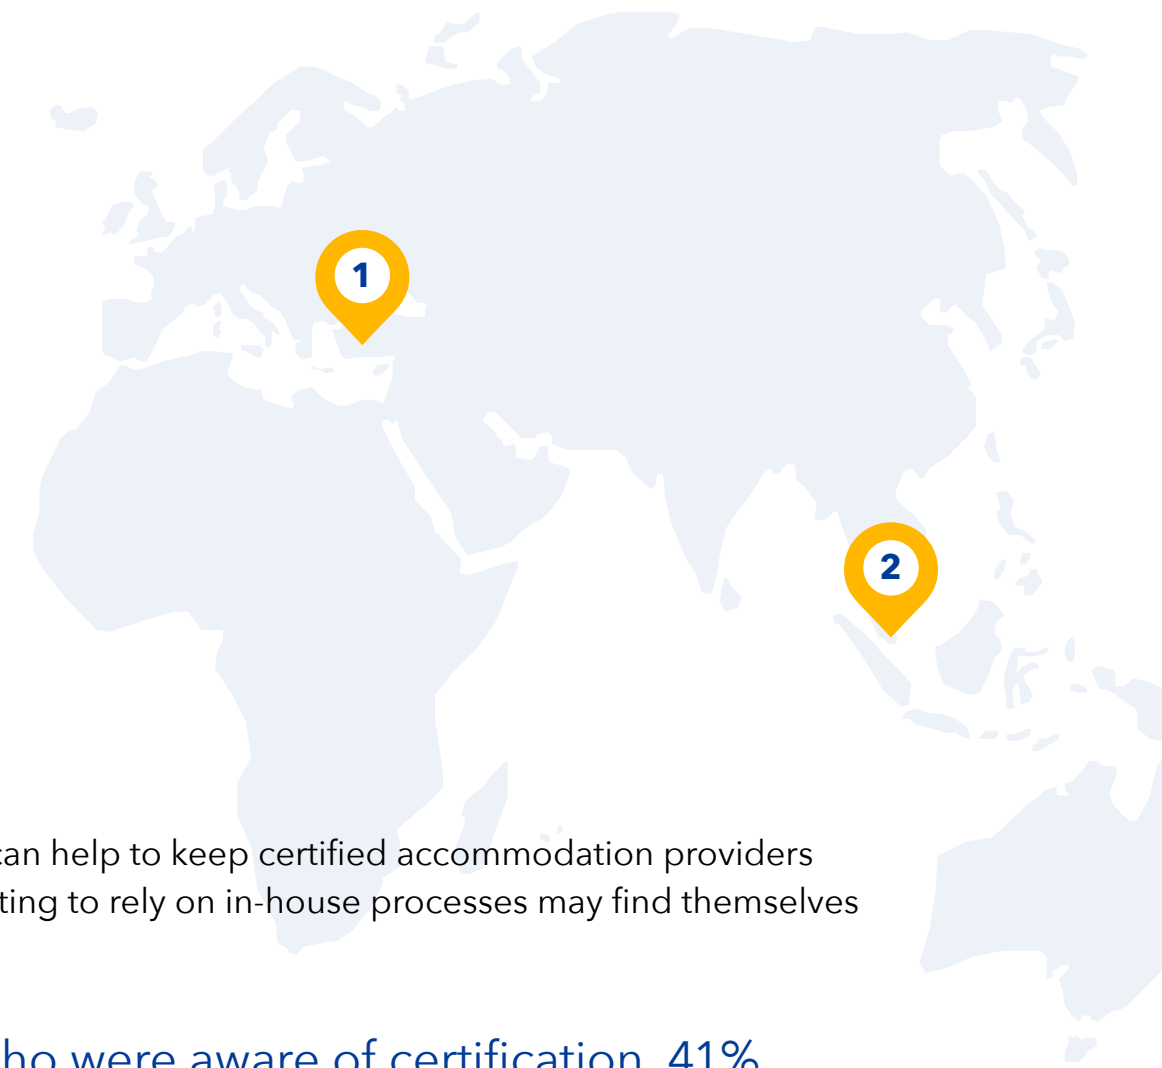 1
2
can help to keep certified accommodation providers
ting to rely on in-house processes may find themselves
ho were aware of certification, 41%